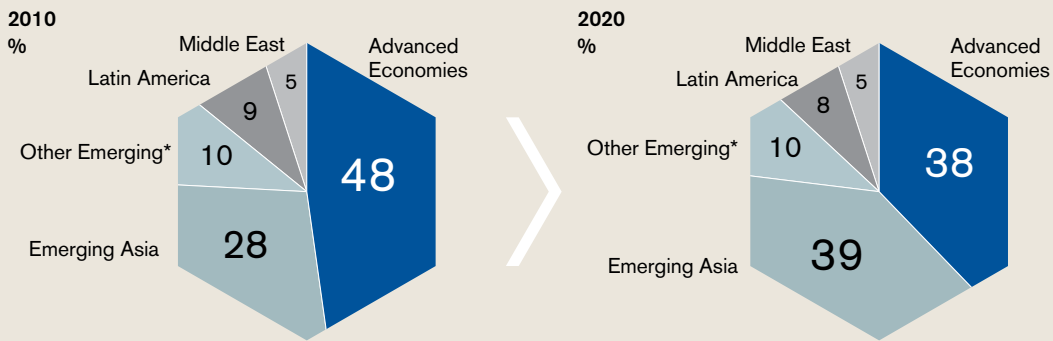 2010
%
Middle East
Advanced
Economies
Latin America
5
9
Other Emerging*
10
48
Emerging Asia
28
2020
%
Middle East
Advanced
Economies
Latin America
5
8
Other Emerging*
10
38
Emerging Asia
39